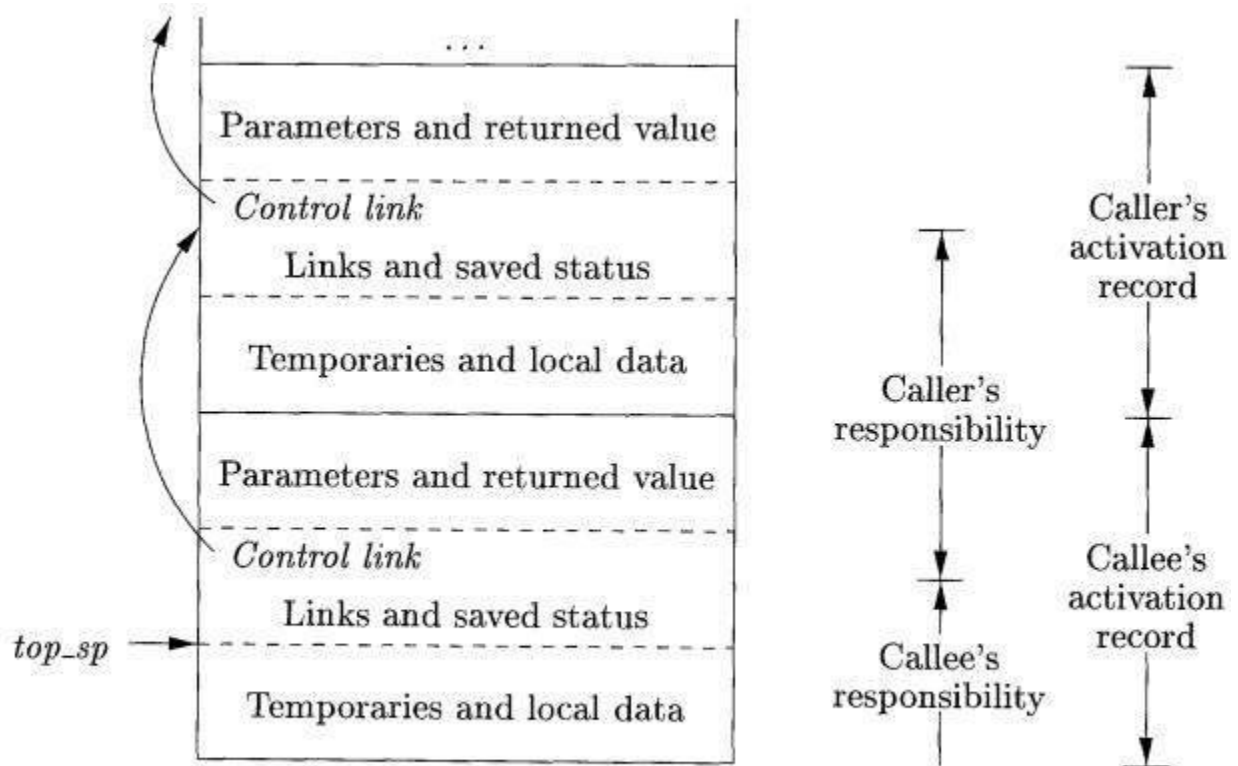 ...
Parameters and returned value
Control link
Links and saved status
Temporaries and local data
Parameters and returned value
Control link
Links and saved status
Temporaries and local data
top_sp
Caller's
responsibility
Callee's
responsibility
Caller's
activation
record
Callee's
activation
record